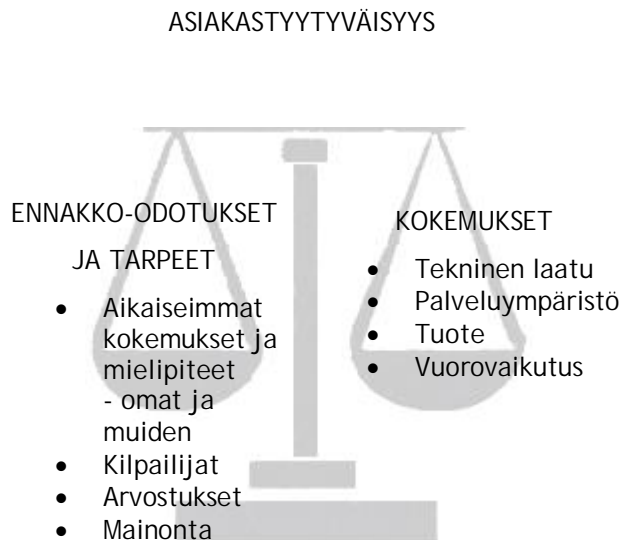 ASIAKASTYYTYVÄISYYS
ENNAKKO-ODOTUKSET
JA TARPEET
• Aikaiseimmat
kokemukset ja
mielipiteet
- omat ja
muiden
• Kilpailijat
• Arvostukset
• Mainonta
KOKEMUKSET
• Tekninen laatu
• Palveluympäristö
• Tuote
• Vuorovaikutus